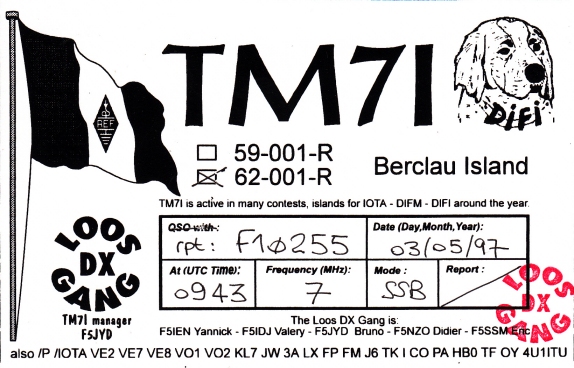 TM7I
DiFi
REF
59-001-R
62-001-R
Berclau Island
TM7I is active in many contests, islands for IOTA - DIFM - DIFI around the year.
QSO with :
rpt : F10255
Date (Day,Month,Year):
03/05/97
At (UTC Time):
0943
Frequency (MHz):
7
Mode :
SSB
Report :
LOOS DX GANG
TM7I manager
F5JYD
LOOS DX GANG
The Loos DX Gang is:
F5IEN Yannick - F5IDJ Valery - F5JYD Bruno - F5NZO Didier - F5SSM Eric
also /P /IOTA VE2 VE7 VE8 VO1 VO2 KL7 JW 3A LX FP FM J6 TK I CO PA HB0 TF OY 4U1ITU